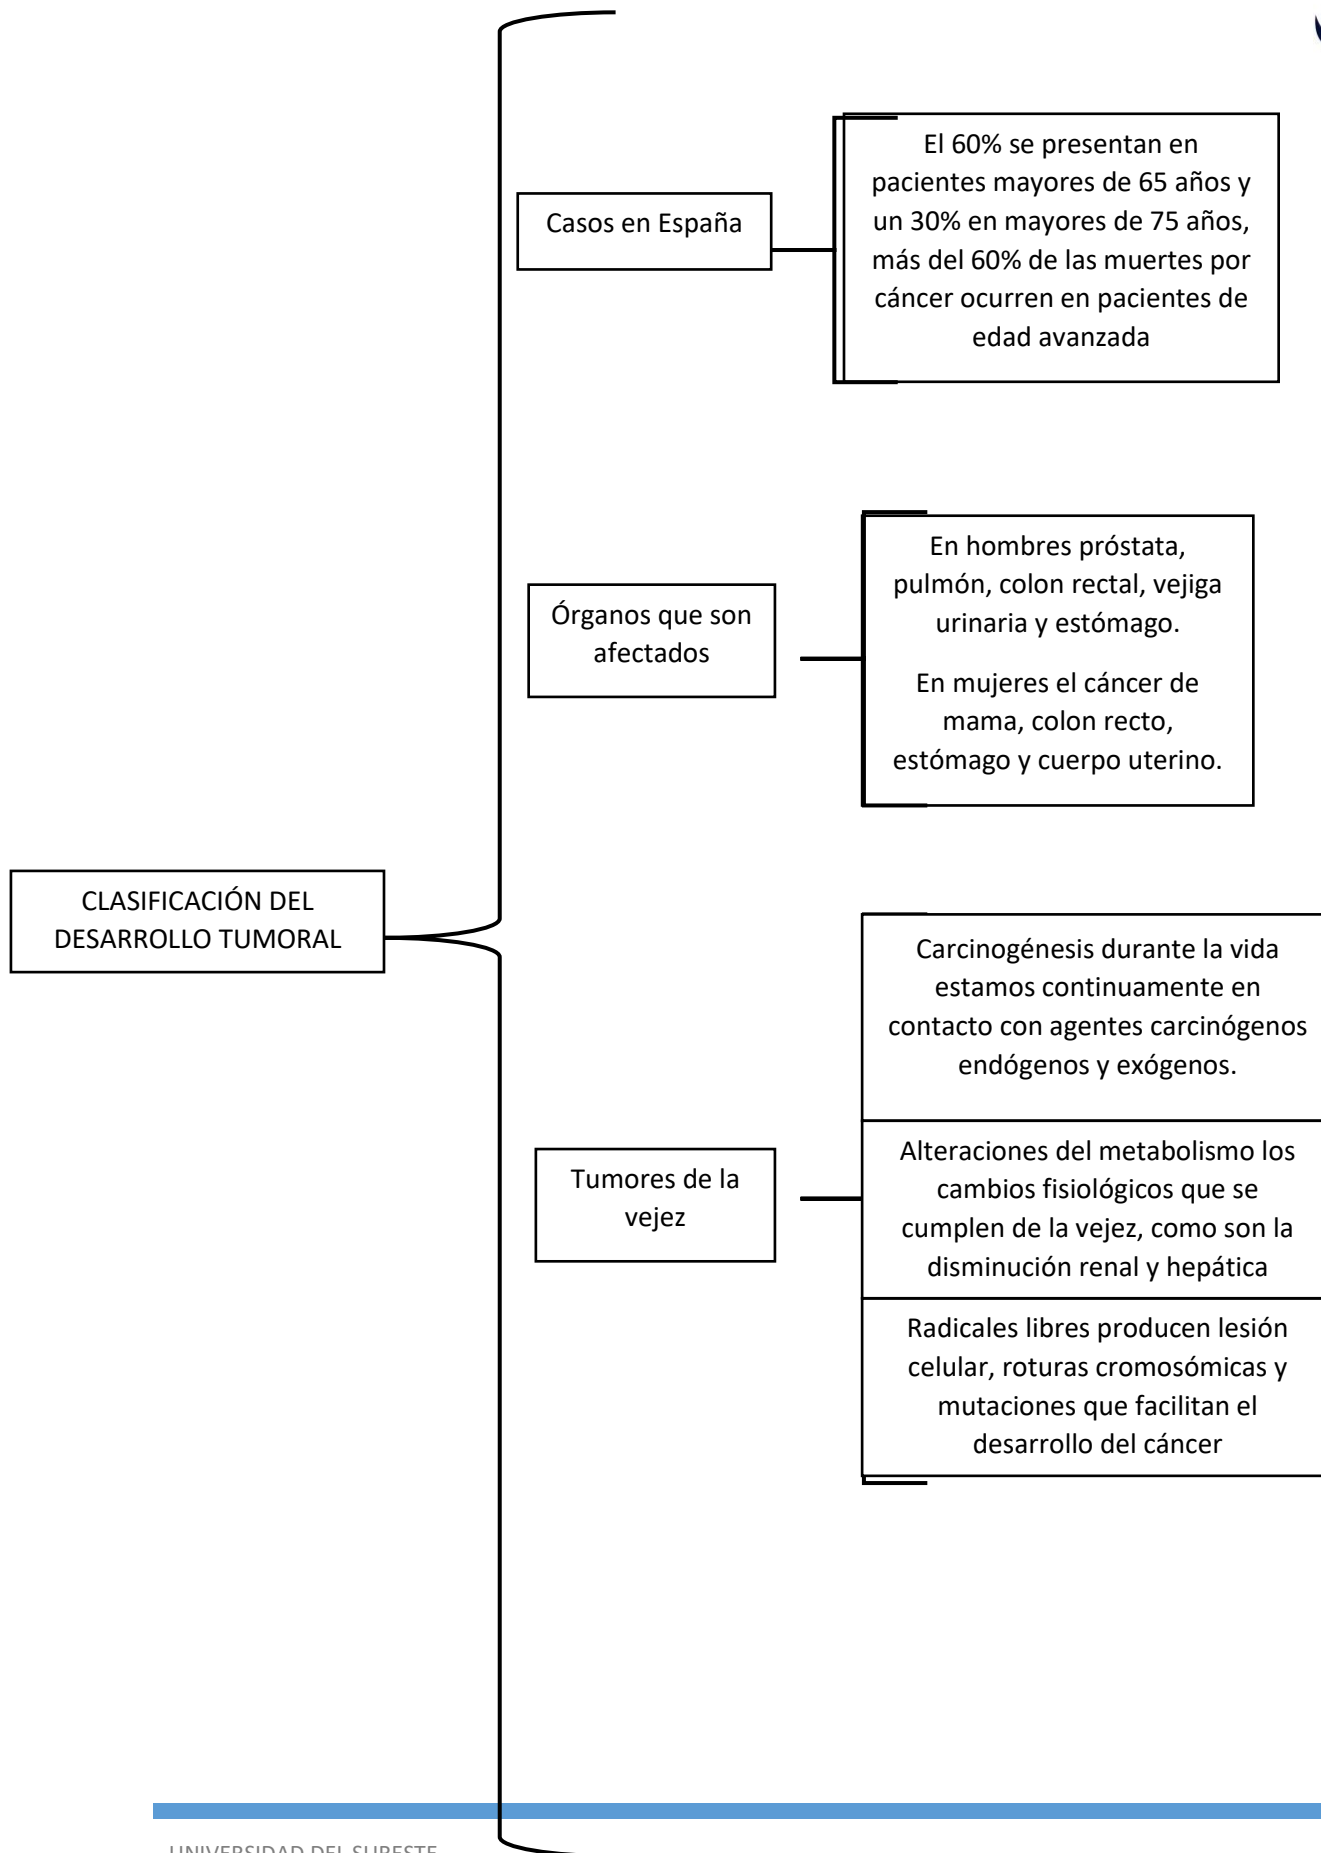 El 60% se presentan en
pacientes mayores de 65 años y
un 30% en mayores de 75 años,
más del 60% de las muertes por
cáncer ocurren en pacientes de
edad avanzada
Casos en España
En hombres próstata,
pulmón, colon rectal, vejiga
urinaria y estómago.
En mujeres el cáncer de
mama, colon recto,
estómago y cuerpo uterino.
Órganos que son
afectados
CLASIFICACIÓN DEL
DESARROLLO TUMORAL
Carcinogénesis durante la vida
estamos continuamente en
contacto con agentes carcinógenos
endógenos y exógenos.
Tumores de la
vejez
Alteraciones del metabolismo los
cambios fisiológicos que se
cumplen de la vejez, como son la
disminución renal y hepática
Radicales libres producen lesión
celular, roturas cromosómicas y
mutaciones que facilitan el
desarrollo del cáncer
UNIVERSIDAD DEL SURESTE